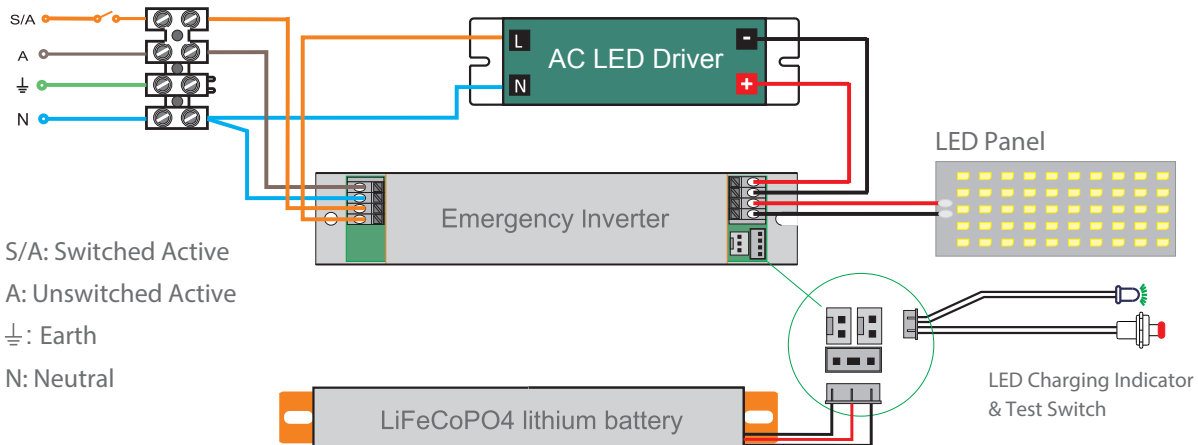 S/A
A
⏚
N
L
N
AC LED Driver
-
+
LED Panel
Emergency Inverter
S/A: Switched Active
A: Unswitched Active
⏚: Earth
N: Neutral
LiFeCoPO4 lithium battery
LED Charging Indicator
& Test Switch